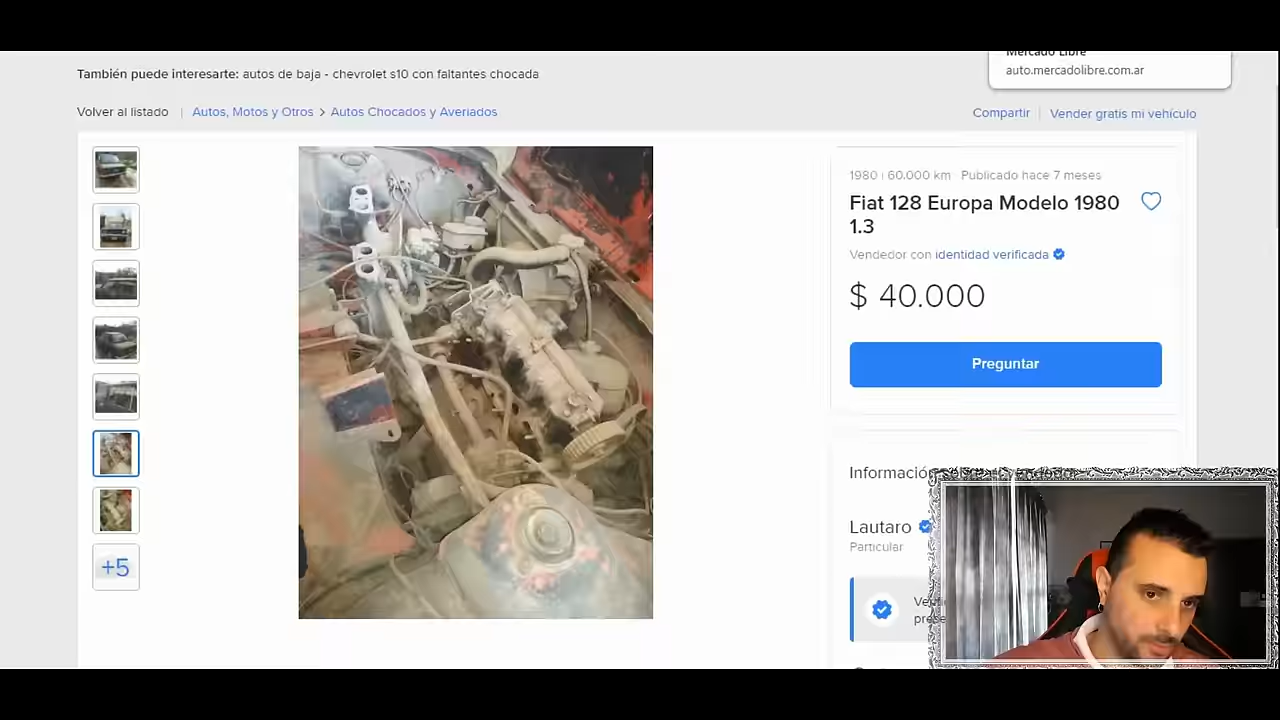 Mercado Libre
auto.mercadolibre.com.ar
También puede interesarte: autos de baja - chevrolet s10 con faltantes chocada
Volver al listado | Autos, Motos y Otros > Autos Chocados y Averiados
Compartir | Vender gratis mi vehículo
1980 | 60.000 km · Publicado hace 7 meses
Fiat 128 Europa Modelo 1980
1.3
Vendedor con identidad verificada
$ 40.000
Preguntar
+5
Lautaro
Particular